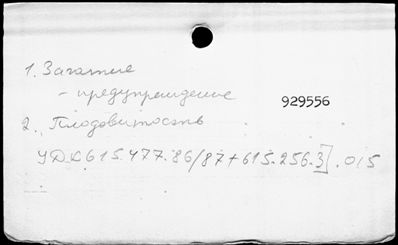 1. Зачатие
- предупреждение
929556
2. Плодовитость
УДК 615.477.86/87+615.256.3].015